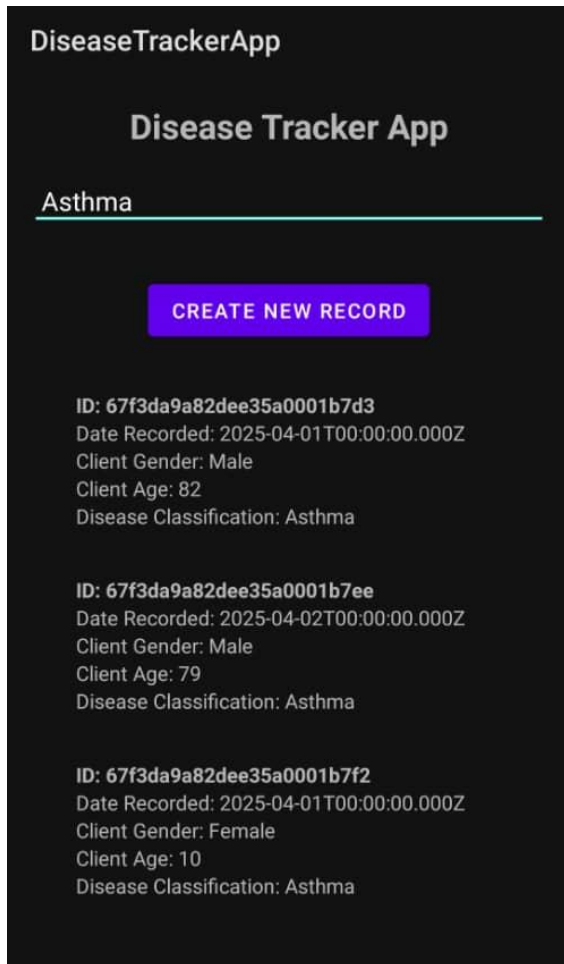 DiseaseTrackerApp
Disease Tracker App
Asthma
CREATE NEW RECORD
ID: 67f3da9a82dee35a0001b7d3
Date Recorded: 2025-04-01T00:00:00.000Z
Client Gender: Male
Client Age: 82
Disease Classification: Asthma
ID: 67f3da9a82dee35a0001b7ee
Date Recorded: 2025-04-02T00:00:00.000Z
Client Gender: Male
Client Age: 79
Disease Classification: Asthma
ID: 67f3da9a82dee35a0001b7f2
Date Recorded: 2025-04-01T00:00:00.000Z
Client Gender: Female
Client Age: 10
Disease Classification: Asthma